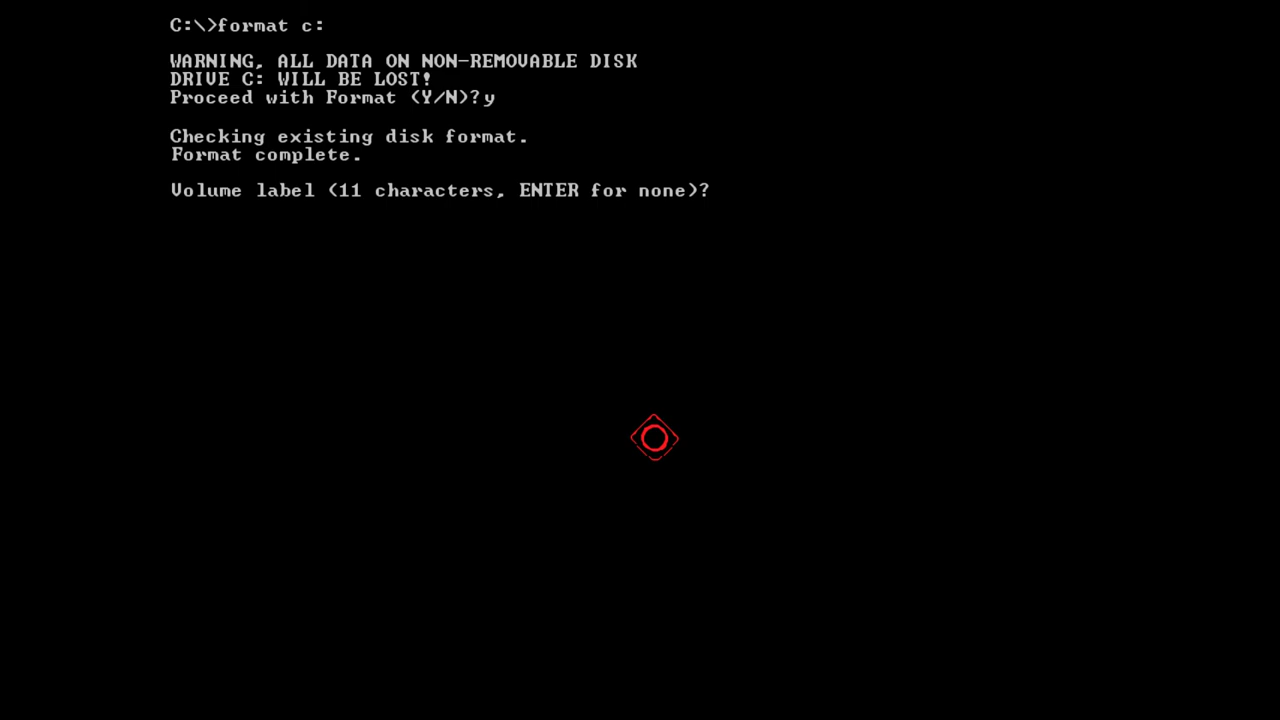 C:\>format c:
WARNING, ALL DATA ON NON-REMOVABLE DISK
DRIVE C: WILL BE LOST!
Proceed with Format (Y/N)?y
Checking existing disk format.
Format complete.
Volume label (11 characters, ENTER for none)?